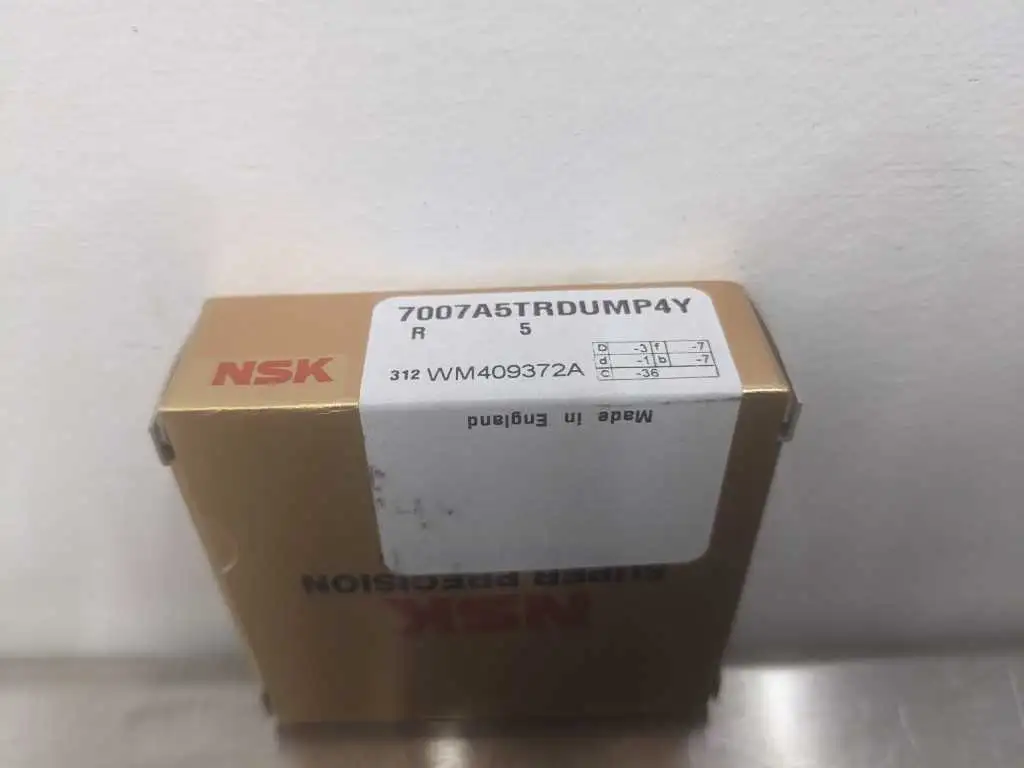 7007A5TRDUMP4Y
R 5
NSK
312 WM409372A
D -3 f -7
d -1 b -7
C -36
Made in England
SUPER PRECISION
NSK